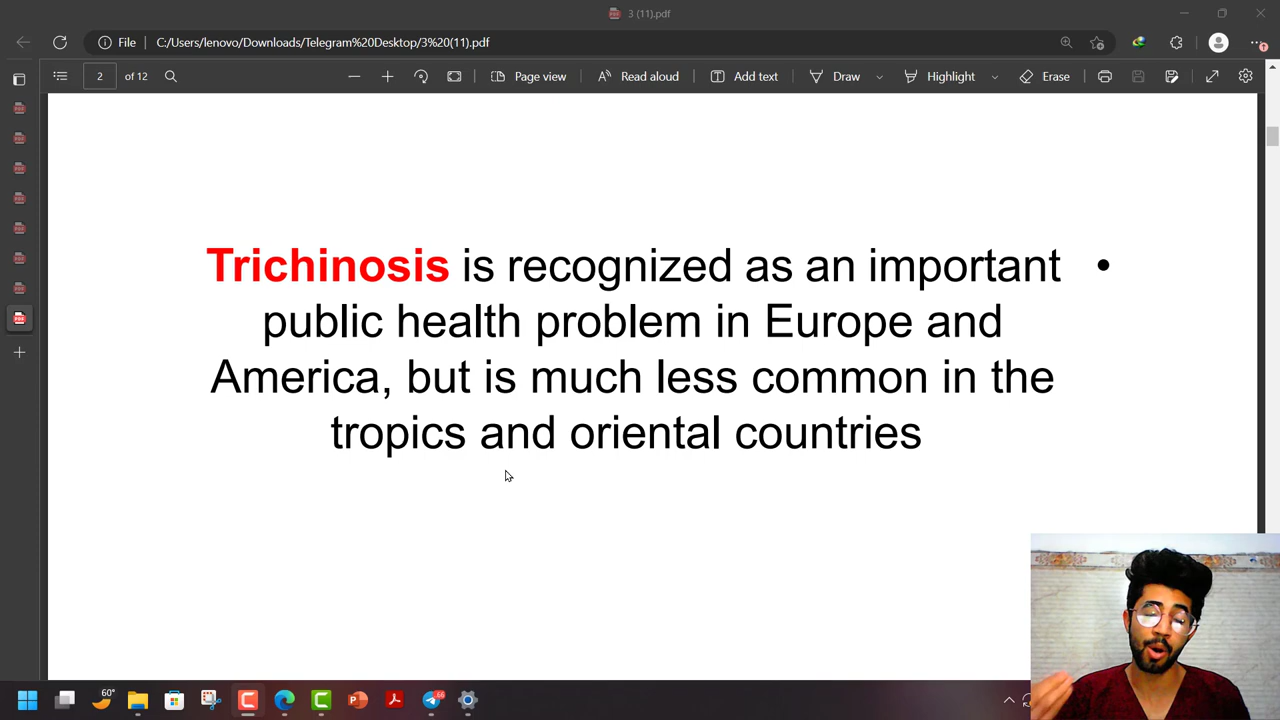 3 (11).pdf
File C:/Users/lenovo/Downloads/Telegram%20Desktop/3%20(11).pdf
2 of 12 Page view Read aloud Add text Draw Highlight Erase
• Trichinosis is recognized as an important
public health problem in Europe and
America, but is much less common in the
tropics and oriental countries
60°
66